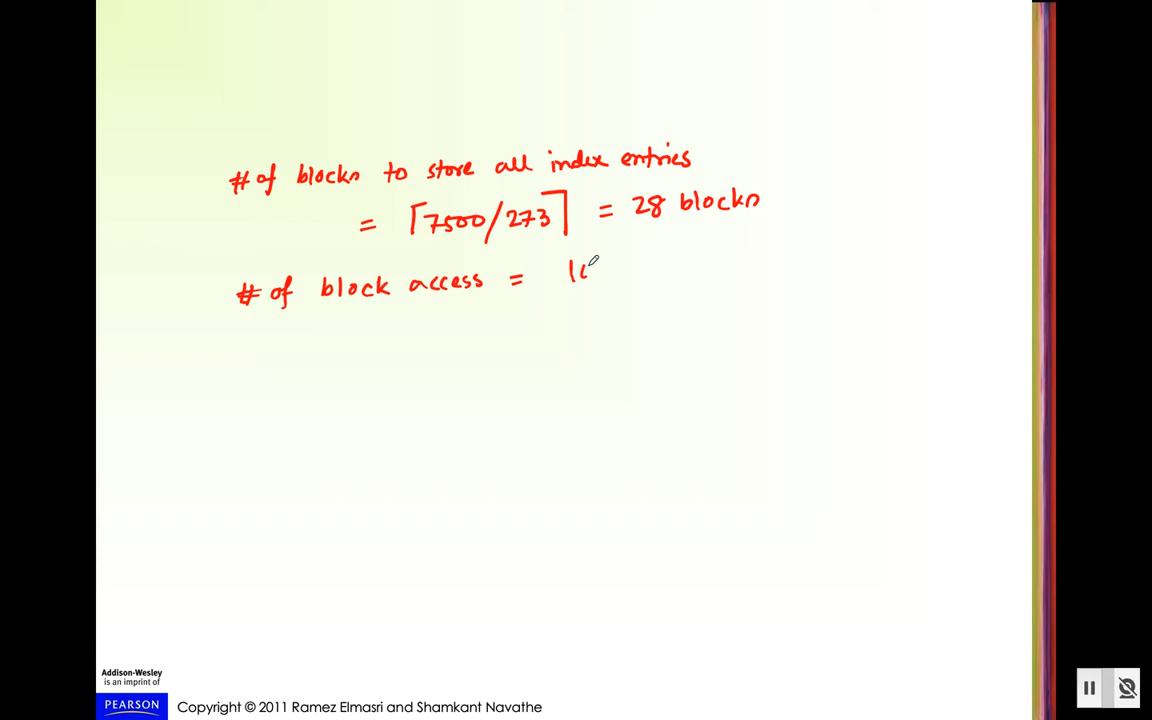 # of blocks to store all index entries
= ⌈7500/273⌉ = 28 blocks
# of block access =
Addison-Wesley
is an imprint of
PEARSON
Copyright © 2011 Ramez Elmasri and Shamkant Navathe